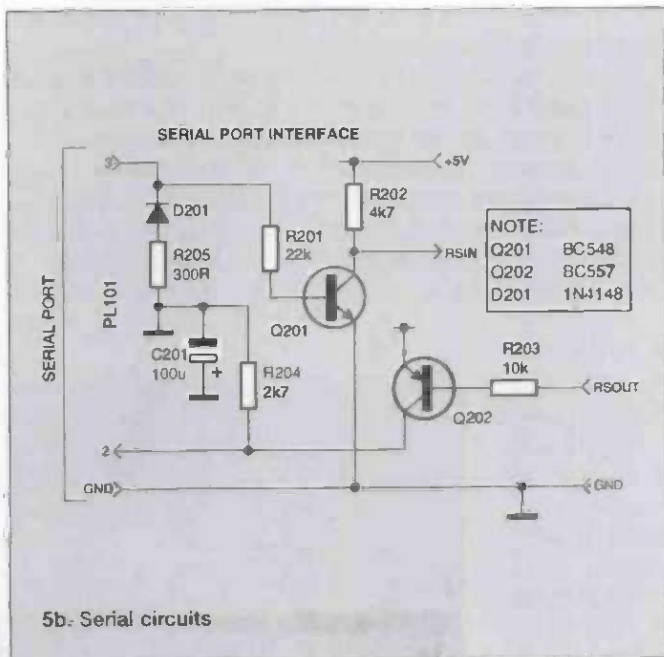 SERIAL PORT INTERFACE
SERIAL PORT
PL101
3
D201
R205
300R
C201
100u
+
R204
2k7
2
GND
R201
22k
Q201
R202
4k7
+5V
RSIN
NOTE:
Q201 BC548
Q202 BC557
D201 1N4148
R203
10k
RSOUT
Q202
GND
5b. Serial circuits